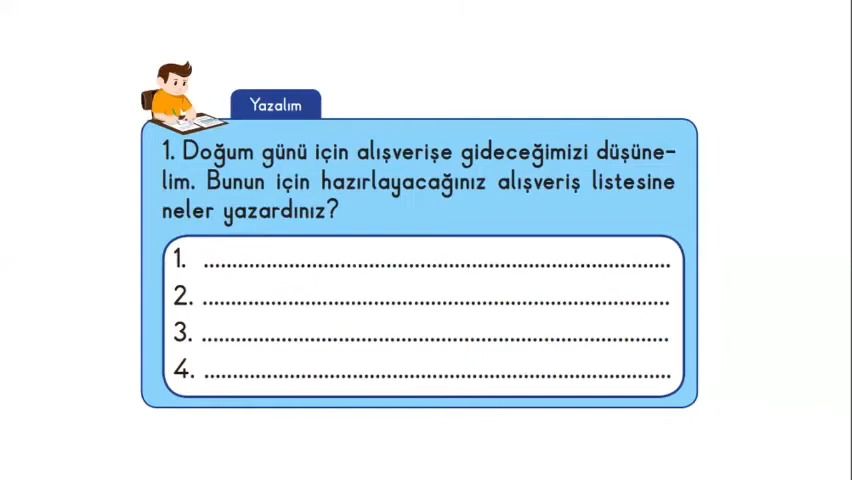 Yazalım
1. Doğum günü için alışverişe gideceğimizi düşüne-
lim. Bunun için hazırlayacağınız alışveriş listesine
neler yazardınız?
1. ......................................................................................
2. ......................................................................................
3. ......................................................................................
4. ......................................................................................